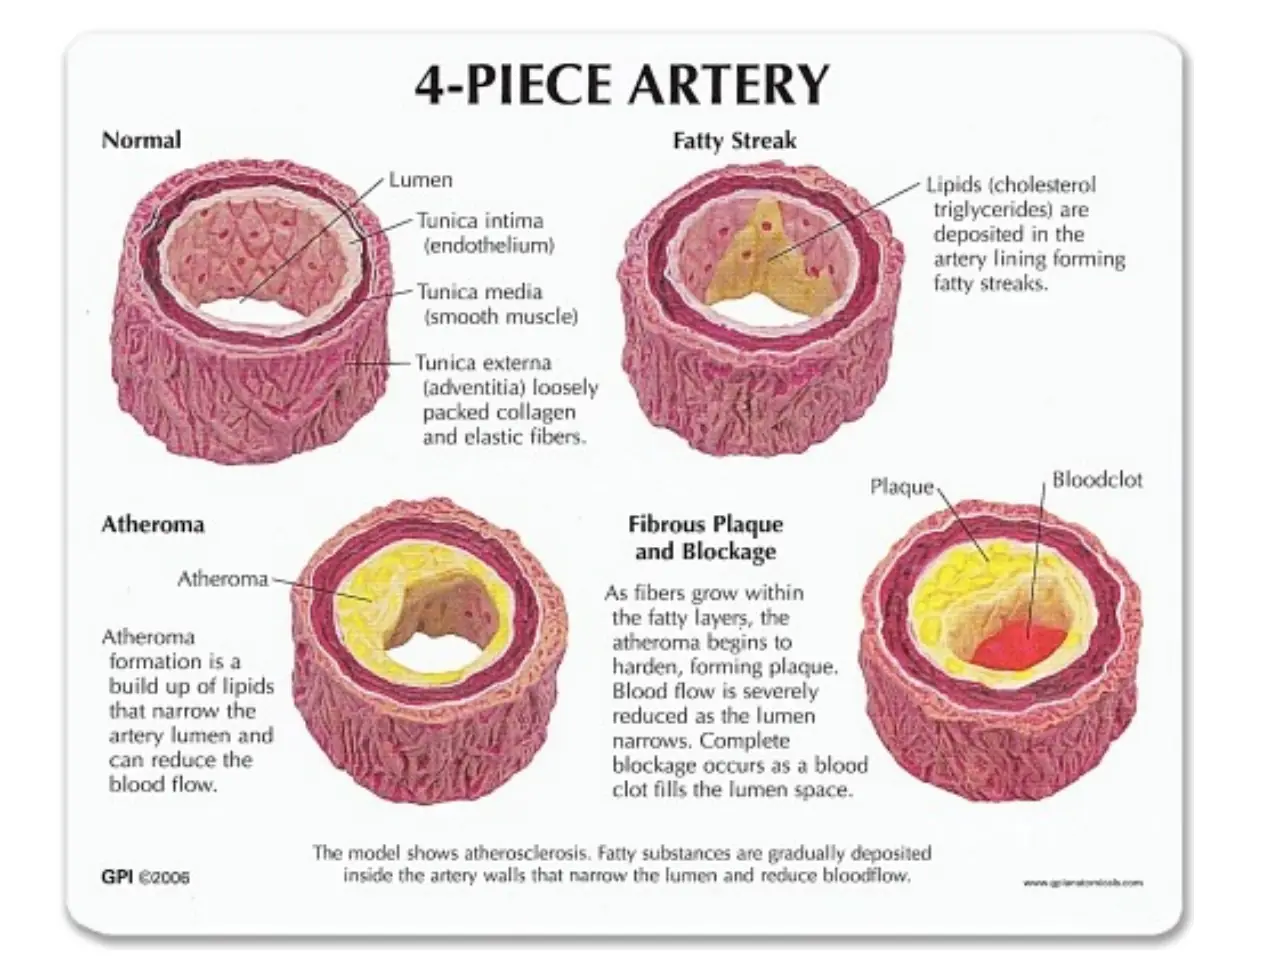 4-PIECE ARTERY
Normal
Lumen
Tunica intima
(endothelium)
Tunica media
(smooth muscle)
Tunica externa
(adventitia) loosely
packed collagen
and elastic fibers.
Fatty Streak
Lipids (cholesterol
triglycerides) are
deposited in the
artery lining forming
fatty streaks.
Atheroma
Atheroma
Atheroma
formation is a
build up of lipids
that narrow the
artery lumen and
can reduce the
blood flow.
Fibrous Plaque
and Blockage
Plaque
Bloodclot
As fibers grow within
the fatty layers, the
atheroma begins to
harden, forming plaque.
Blood flow is severely
reduced as the lumen
narrows. Complete
blockage occurs as a blood
clot fills the lumen space.
The model shows atherosclerosis. Fatty substances are gradually deposited
inside the artery walls that narrow the lumen and reduce bloodflow.
GPI ©2006
www.gpianatomicals.com